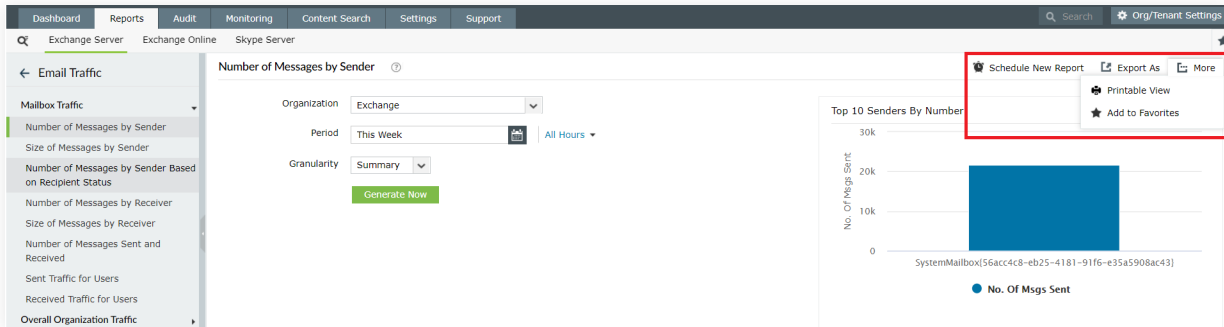 Dashboard Reports Audit Monitoring Content Search Settings Support Search Org/Tenant Settings
Exchange Server Exchange Online Skype Server
Email Traffic
Mailbox Traffic
Number of Messages by Sender
Size of Messages by Sender
Number of Messages by Sender Based
on Recipient Status
Number of Messages by Receiver
Size of Messages by Receiver
Number of Messages Sent and
Received
Sent Traffic for Users
Received Traffic for Users
Overall Organization Traffic
Number of Messages by Sender
Schedule New Report Export As More
Printable View
Add to Favorites
Organization Exchange
Period This Week All Hours
Granularity Summary
Generate Now
Top 10 Senders By Number
30k
20k
10k
0
No. Of Msgs Sent
SystemMailbox{56acc4c8-eb25-4181-91f6-e35a5908ac43}
No. Of Msgs Sent